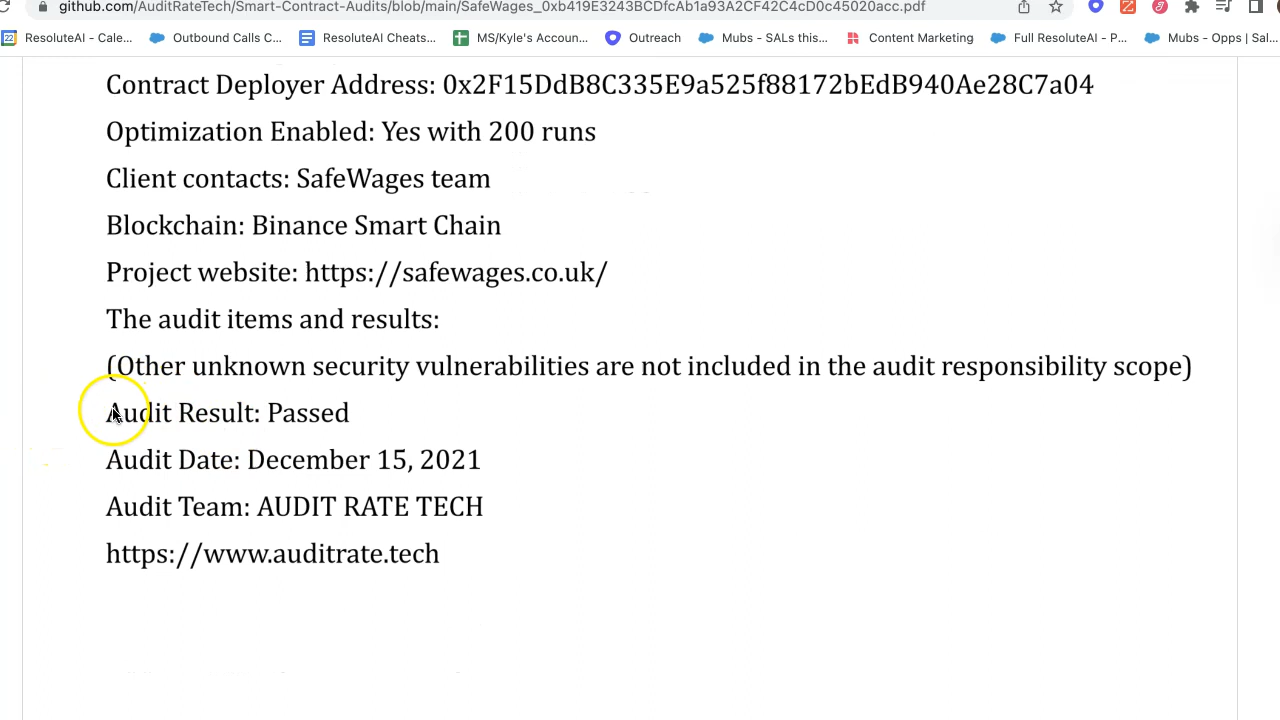 github.com/AuditRateTech/Smart-Contract-Audits/blob/main/SafeWages_0xb419E3243BCDfcAb1a93A2CF42C4cD0c45020acc.pdf
22 ResoluteAI - Cale... Outbound Calls C... ResoluteAI Cheats... MS/Kyle's Accoun... Outreach Mubs - SALs this... Content Marketing Full ResoluteAI - P... Mubs - Opps | Sal...
Contract Deployer Address: 0x2F15DdB8C335E9a525f88172bEdB940Ae28C7a04
Optimization Enabled: Yes with 200 runs
Client contacts: SafeWages team
Blockchain: Binance Smart Chain
Project website: https://safewages.co.uk/
The audit items and results:
(Other unknown security vulnerabilities are not included in the audit responsibility scope)
Audit Result: Passed
Audit Date: December 15, 2021
Audit Team: AUDIT RATE TECH
https://www.auditrate.tech